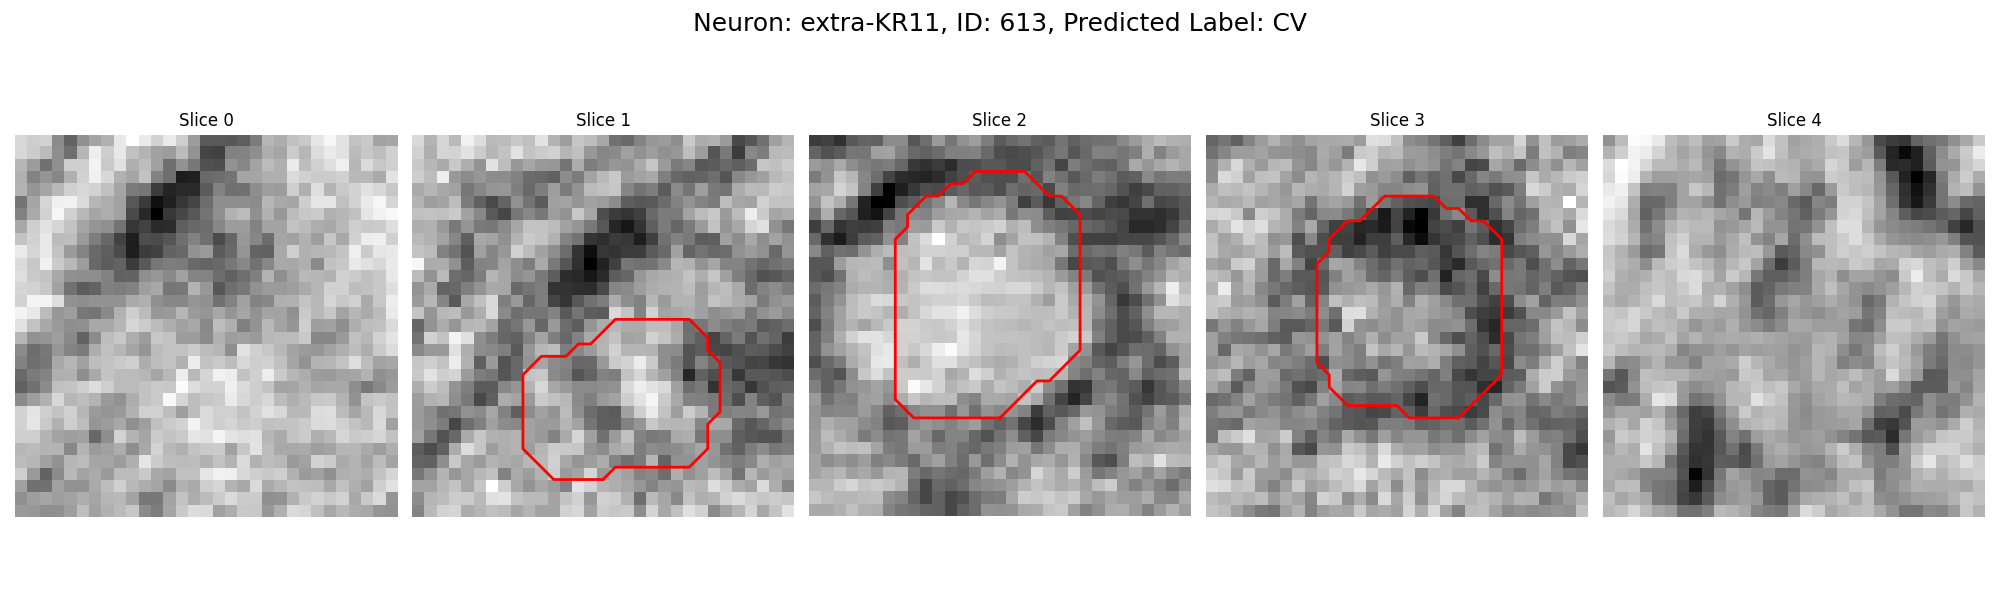 Neuron: extra-KR11, ID: 613, Predicted Label: CV
Slice 0
Slice 1
Slice 2
Slice 3
Slice 4